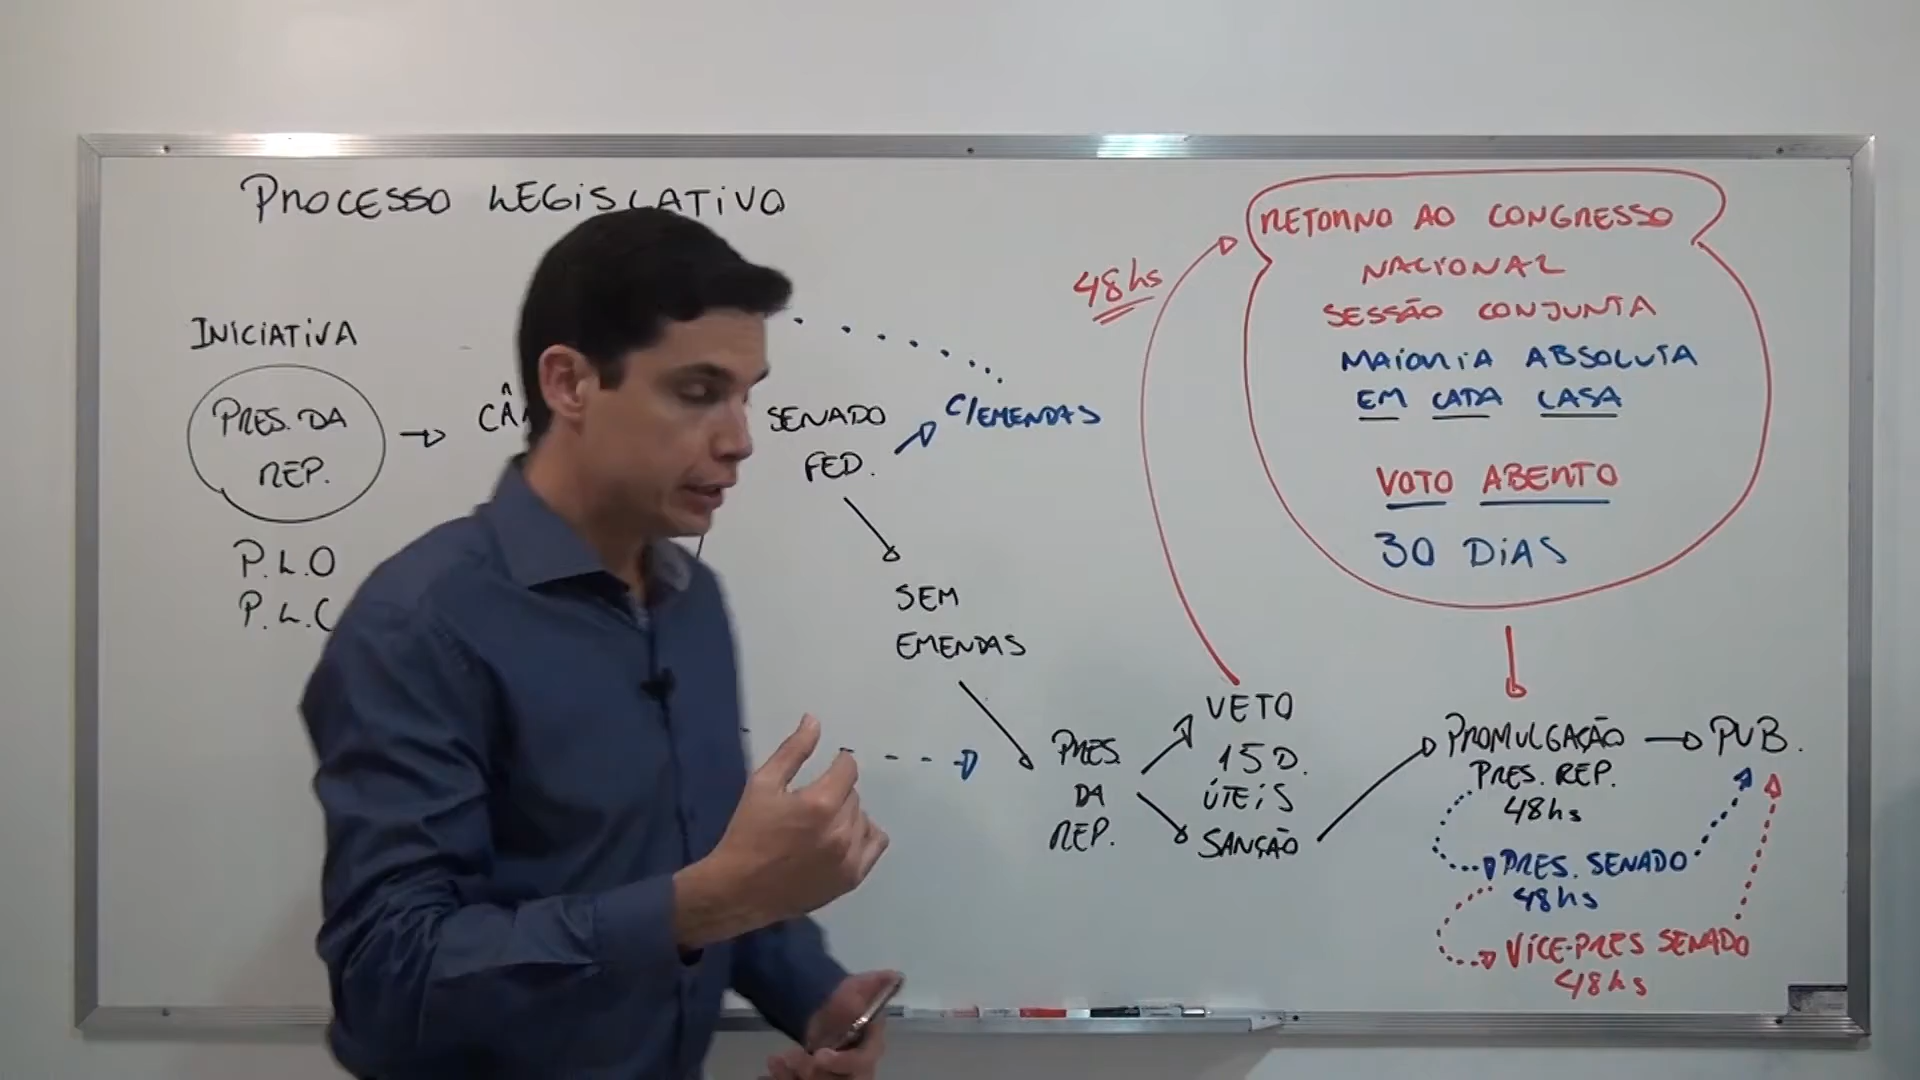 PROCESSO LEGISLATIVO
INICIATIVA
PRES. DA
REP.
P.L.O
P.L.C
SENADO
FED.
C/EMENDAS
SEM
EMENDAS
PRES.
DA
REP.
VETO
15 D.
ÚTEIS
SANÇÃO
48hs
RETORNO AO CONGRESSO
NACIONAL
SESSÃO CONJUNTA
MAIORIA ABSOLUTA
EM CADA CASA
VOTO ABERTO
30 DIAS
PROMULGAÇÃO
PRES. REP.
48hs
PUB.
PRES. SENADO
48hs
VICE-PRES SENADO
48hs